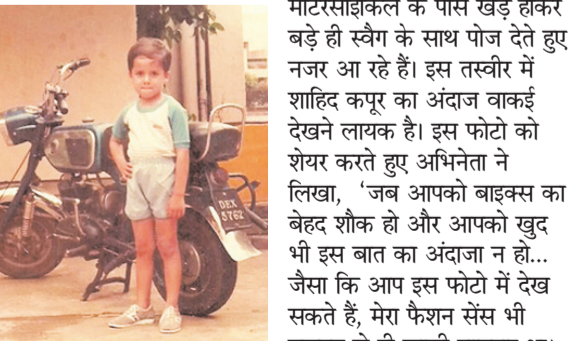 मोटरसाइकिल के पास खड़े होकर
बड़े ही स्वैग के साथ पोज देते हुए
नजर आ रहे हैं। इस तस्वीर में
शाहिद कपूर का अंदाज वाकई
देखने लायक है। इस फोटो को
शेयर करते हुए अभिनेता ने
लिखा, ‘जब आपको बाइक्स का
बेहद शौक हो और आपको खुद
भी इस बात का अंदाजा न हो...
जैसा कि आप इस फोटो में देख
सकते हैं, मेरा फैशन सेंस भी
DEX
5762